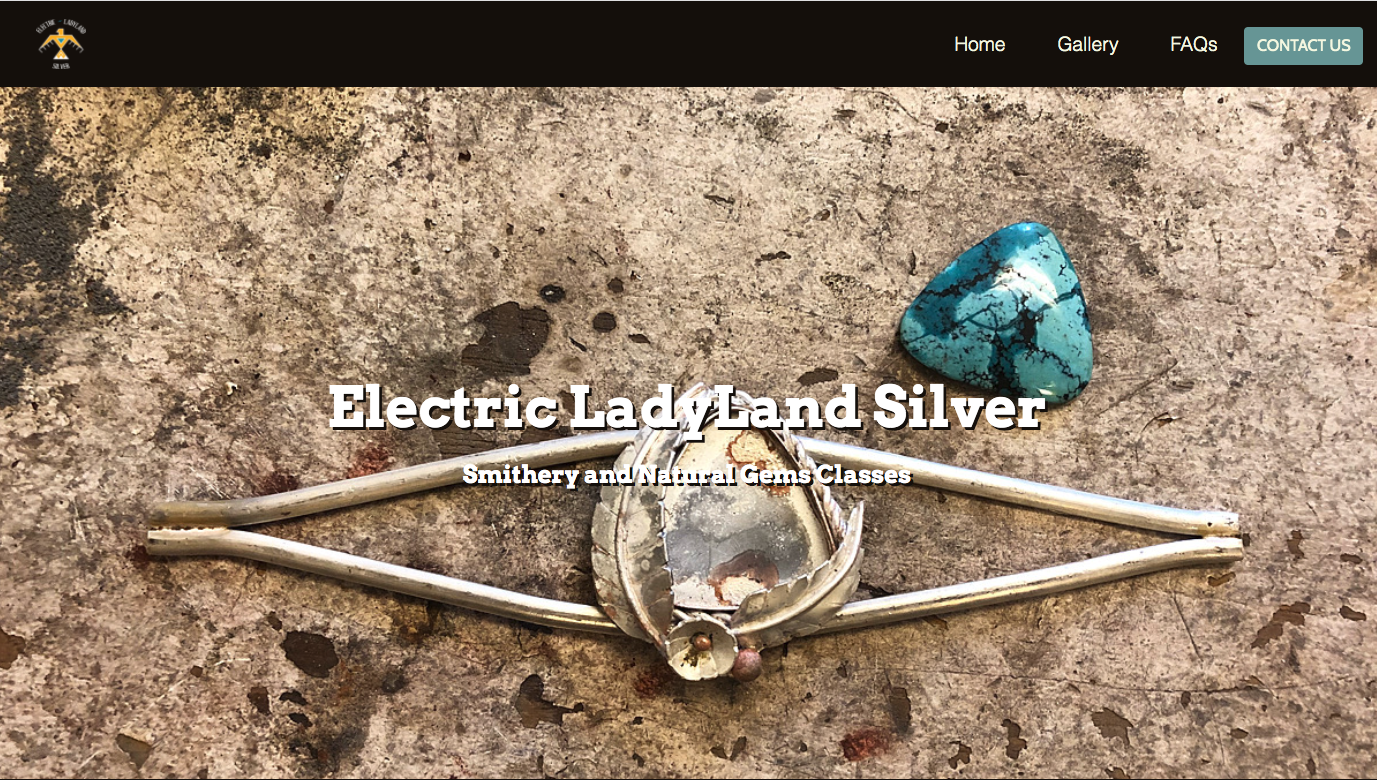 ELECTRIC LADYLAND
SILVER
Home
Gallery
FAQs
CONTACT US
Electric LadyLand Silver
Smithery and Natural Gems Classes